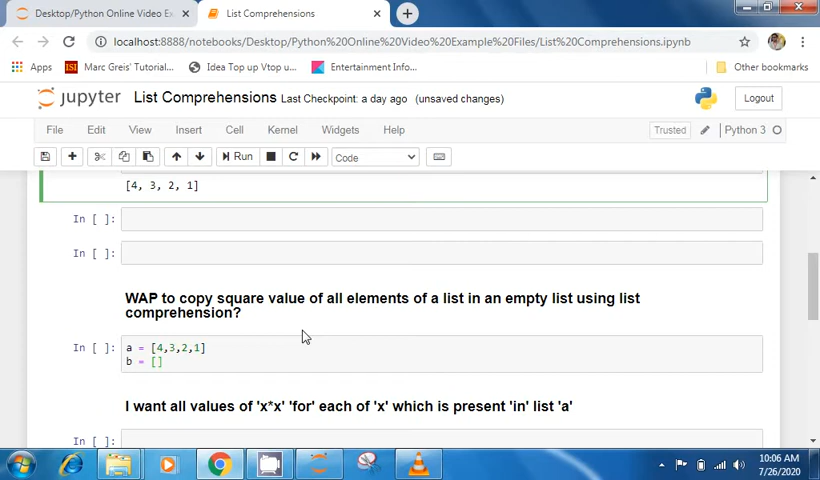 Desktop/Python Online Video Ex
List Comprehensions
localhost:8888/notebooks/Desktop/Python%20Online%20Video%20Example%20Files/List%20Comprehensions.ipynb
Apps
ISI
Marc Greis' Tutorial...
Idea Top up Vtop u...
Entertainment Info...
Other bookmarks
jupyter
List Comprehensions
Last Checkpoint: a day ago
(unsaved changes)
Logout
File
Edit
View
Insert
Cell
Kernel
Widgets
Help
Trusted
Python 3
Run
Code
[4, 3, 2, 1]
In [ ]:
In [ ]:
WAP to copy square value of all elements of a list in an empty list using list
comprehension?
In [ ]:
a = [4,3,2,1]
b = []
I want all values of 'x*x' 'for' each of 'x' which is present 'in' list 'a'
In [ ]:
10:06 AM
7/26/2020